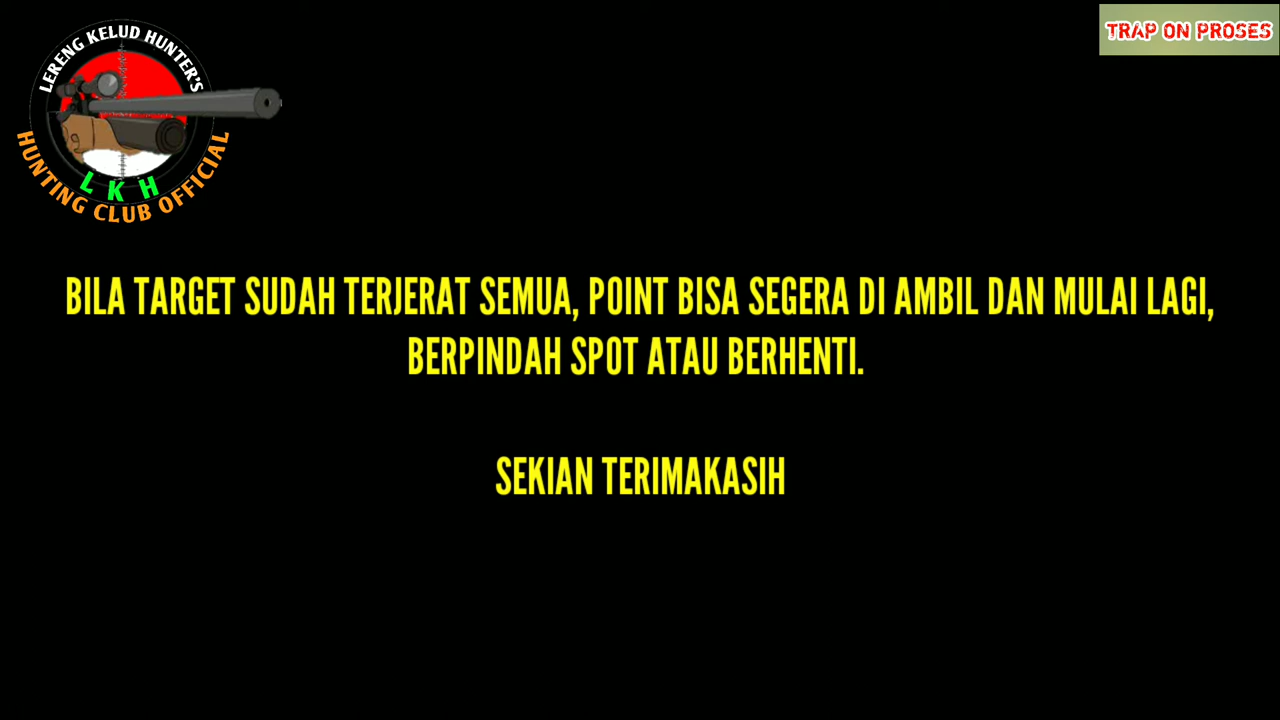 LERENG KELUD HUNTER'S
TRAP ON PROSES
L K H
HUNTING CLUB OFFICIAL
BILA TARGET SUDAH TERJERAT SEMUA, POINT BISA SEGERA DI AMBIL DAN MULAI LAGI,
BERPINDAH SPOT ATAU BERHENTI.
SEKIAN TERIMAKASIH